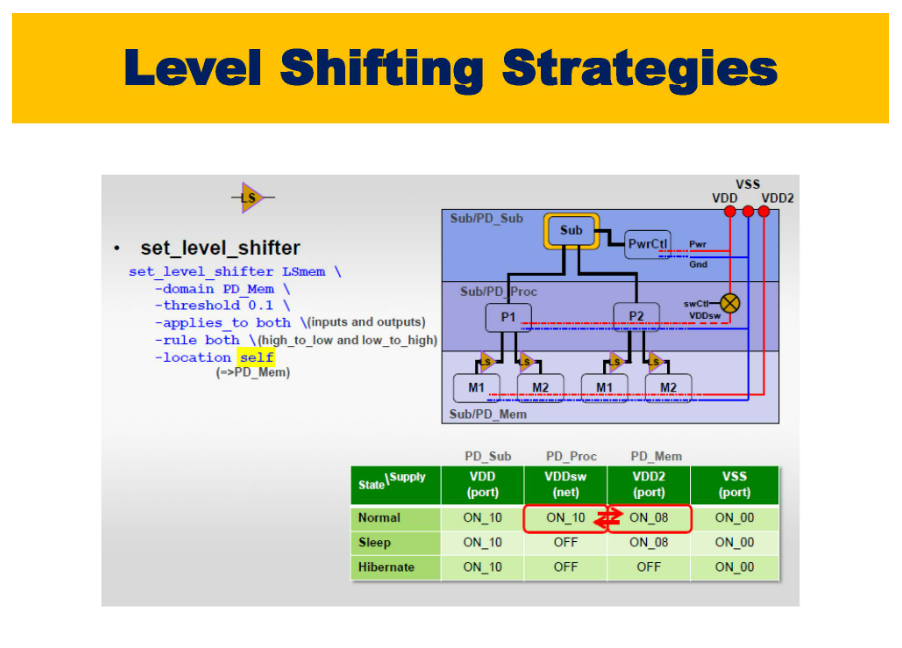 Level Shifting Strategies
LS
• set_level_shifter
set_level_shifter LSmem \
-domain PD_Mem \
-threshold 0.1 \
-applies_to both \(inputs and outputs)
-rule both \(high_to_low and low_to_high)
-location self
(=>PD_Mem)
VSS
VDD VDD2
Sub/PD_Sub
Sub
PwrCtl
Pwr
Gnd
Sub/PD_Proc
swCtl
VDDsw
P1 P2
LS LS LS LS
M1 M2 M1 M2
Sub/PD_Mem
PD_Sub PD_Proc PD_Mem
State\Supply VDD (port) VDDsw (net) VDD2 (port) VSS (port)
Normal ON_10 ON_10 ON_08 ON_00
Sleep ON_10 OFF ON_08 ON_00
Hibernate ON_10 OFF OFF ON_00